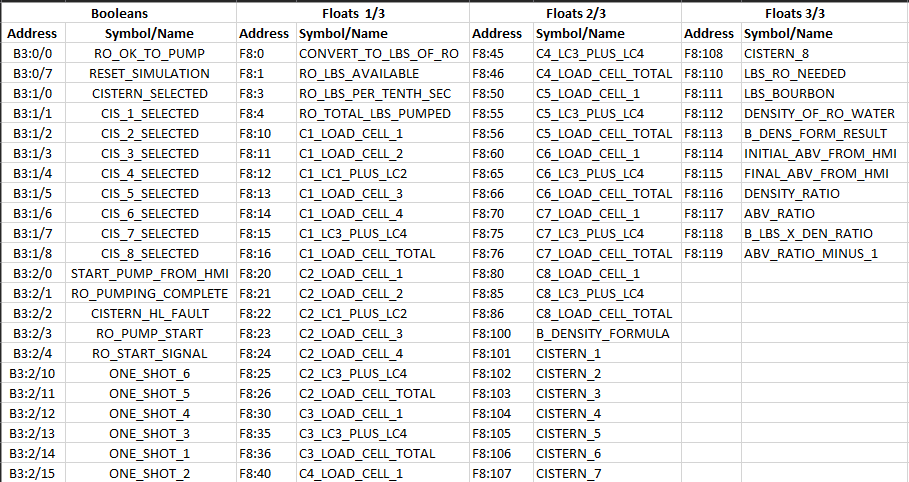 Booleans Floats 1/3 Floats 2/3 Floats 3/3
Address Symbol/Name Address Symbol/Name Address Symbol/Name Address Symbol/Name
B3:0/0 RO_OK_TO_PUMP F8:0 CONVERT_TO_LBS_OF_RO F8:45 C4_LC3_PLUS_LC4 F8:108 CISTERN_8
B3:0/7 RESET_SIMULATION F8:1 RO_LBS_AVAILABLE F8:46 C4_LOAD_CELL_TOTAL F8:110 LBS_RO_NEEDED
B3:1/0 CISTERN_SELECTED F8:3 RO_LBS_PER_TENTH_SEC F8:50 C5_LOAD_CELL_1 F8:111 LBS_BOURBON
B3:1/1 CIS_1_SELECTED F8:4 RO_TOTAL_LBS_PUMPED F8:55 C5_LC3_PLUS_LC4 F8:112 DENSITY_OF_RO_WATER
B3:1/2 CIS_2_SELECTED F8:10 C1_LOAD_CELL_1 F8:56 C5_LOAD_CELL_TOTAL F8:113 B_DENS_FORM_RESULT
B3:1/3 CIS_3_SELECTED F8:11 C1_LOAD_CELL_2 F8:60 C6_LOAD_CELL_1 F8:114 INITIAL_ABV_FROM_HMI
B3:1/4 CIS_4_SELECTED F8:12 C1_LC1_PLUS_LC2 F8:65 C6_LC3_PLUS_LC4 F8:115 FINAL_ABV_FROM_HMI
B3:1/5 CIS_5_SELECTED F8:13 C1_LOAD_CELL_3 F8:66 C6_LOAD_CELL_TOTAL F8:116 DENSITY_RATIO
B3:1/6 CIS_6_SELECTED F8:14 C1_LOAD_CELL_4 F8:70 C7_LOAD_CELL_1 F8:117 ABV_RATIO
B3:1/7 CIS_7_SELECTED F8:15 C1_LC3_PLUS_LC4 F8:75 C7_LC3_PLUS_LC4 F8:118 B_LBS_X_DEN_RATIO
B3:1/8 CIS_8_SELECTED F8:16 C1_LOAD_CELL_TOTAL F8:76 C7_LOAD_CELL_TOTAL F8:119 ABV_RATIO_MINUS_1
B3:2/0 START_PUMP_FROM_HMI F8:20 C2_LOAD_CELL_1 F8:80 C8_LOAD_CELL_1
B3:2/1 RO_PUMPING_COMPLETE F8:21 C2_LOAD_CELL_2 F8:85 C8_LC3_PLUS_LC4
B3:2/2 CISTERN_HL_FAULT F8:22 C2_LC1_PLUS_LC2 F8:86 C8_LOAD_CELL_TOTAL
B3:2/3 RO_PUMP_START F8:23 C2_LOAD_CELL_3 F8:100 B_DENSITY_FORMULA
B3:2/4 RO_START_SIGNAL F8:24 C2_LOAD_CELL_4 F8:101 CISTERN_1
B3:2/10 ONE_SHOT_6 F8:25 C2_LC3_PLUS_LC4 F8:102 CISTERN_2
B3:2/11 ONE_SHOT_5 F8:26 C2_LOAD_CELL_TOTAL F8:103 CISTERN_3
B3:2/12 ONE_SHOT_4 F8:30 C3_LOAD_CELL_1 F8:104 CISTERN_4
B3:2/13 ONE_SHOT_3 F8:35 C3_LC3_PLUS_LC4 F8:105 CISTERN_5
B3:2/14 ONE_SHOT_1 F8:36 C3_LOAD_CELL_TOTAL F8:106 CISTERN_6
B3:2/15 ONE_SHOT_2 F8:40 C4_LOAD_CELL_1 F8:107 CISTERN_7